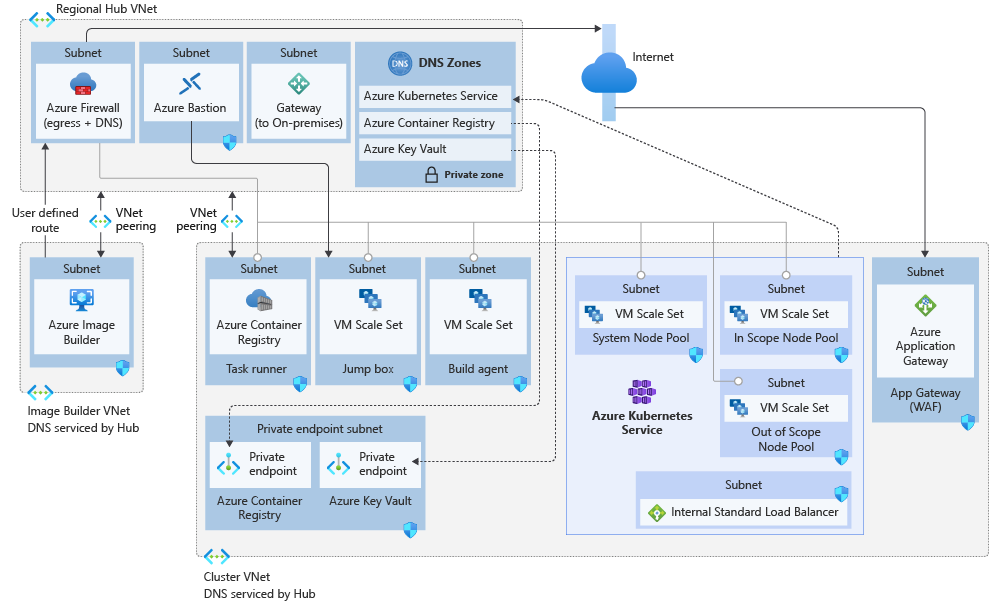 Regional Hub VNet
Subnet
Azure Firewall
(egress + DNS)
Subnet
Azure Bastion
Subnet
Gateway
(to On-premises)
DNS
DNS Zones
Azure Kubernetes Service
Azure Container Registry
Azure Key Vault
Private zone
Internet
User defined
route
VNet
peering
VNet
peering
Subnet
Azure Image
Builder
Image Builder VNet
DNS serviced by Hub
Subnet
Azure Container
Registry
Task runner
Subnet
VM Scale Set
Jump box
Subnet
VM Scale Set
Build agent
Private endpoint subnet
Private
endpoint
Azure Container
Registry
Private
endpoint
Azure Key Vault
Subnet
VM Scale Set
System Node Pool
Subnet
VM Scale Set
In Scope Node Pool
Azure Kubernetes
Service
Subnet
VM Scale Set
Out of Scope
Node Pool
Subnet
Internal Standard Load Balancer
Subnet
Azure
Application
Gateway
App Gateway
(WAF)
Cluster VNet
DNS serviced by Hub